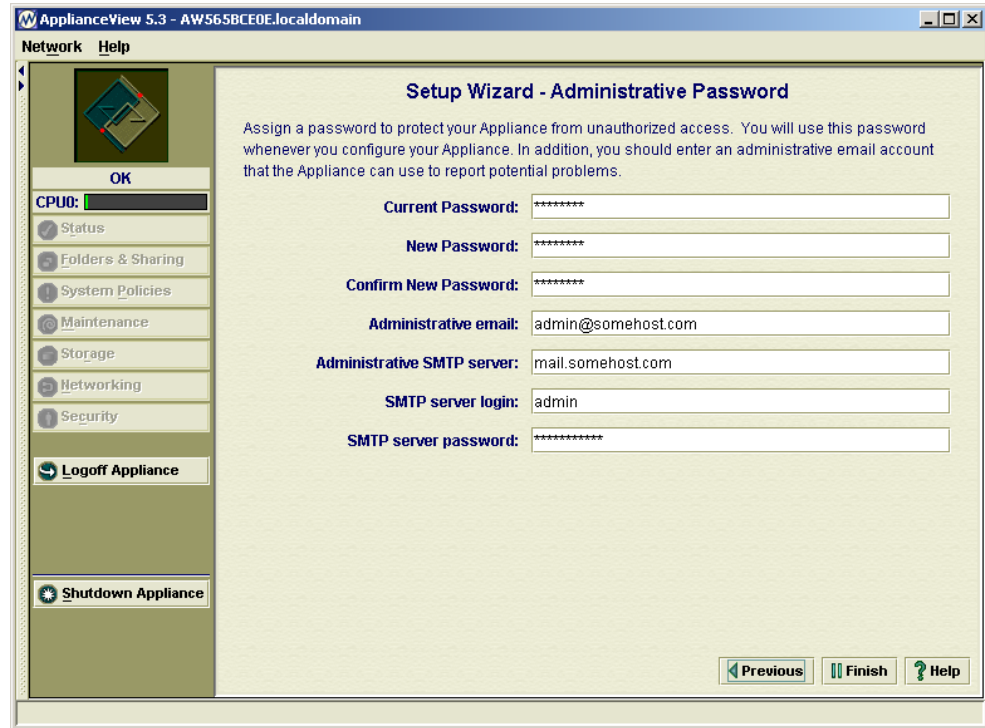 ApplianceView 5.3 - AW565BCE0E.localdomain
Network Help
OK
CPU0:
Status
Folders & Sharing
System Policies
Maintenance
Storage
Networking
Security
Logoff Appliance
Shutdown Appliance
Setup Wizard - Administrative Password
Assign a password to protect your Appliance from unauthorized access. You will use this password
whenever you configure your Appliance. In addition, you should enter an administrative email account
that the Appliance can use to report potential problems.
Current Password: ********
New Password: ********
Confirm New Password: ********
Administrative email: admin@somehost.com
Administrative SMTP server: mail.somehost.com
SMTP server login: admin
SMTP server password: ***********
Previous Finish Help